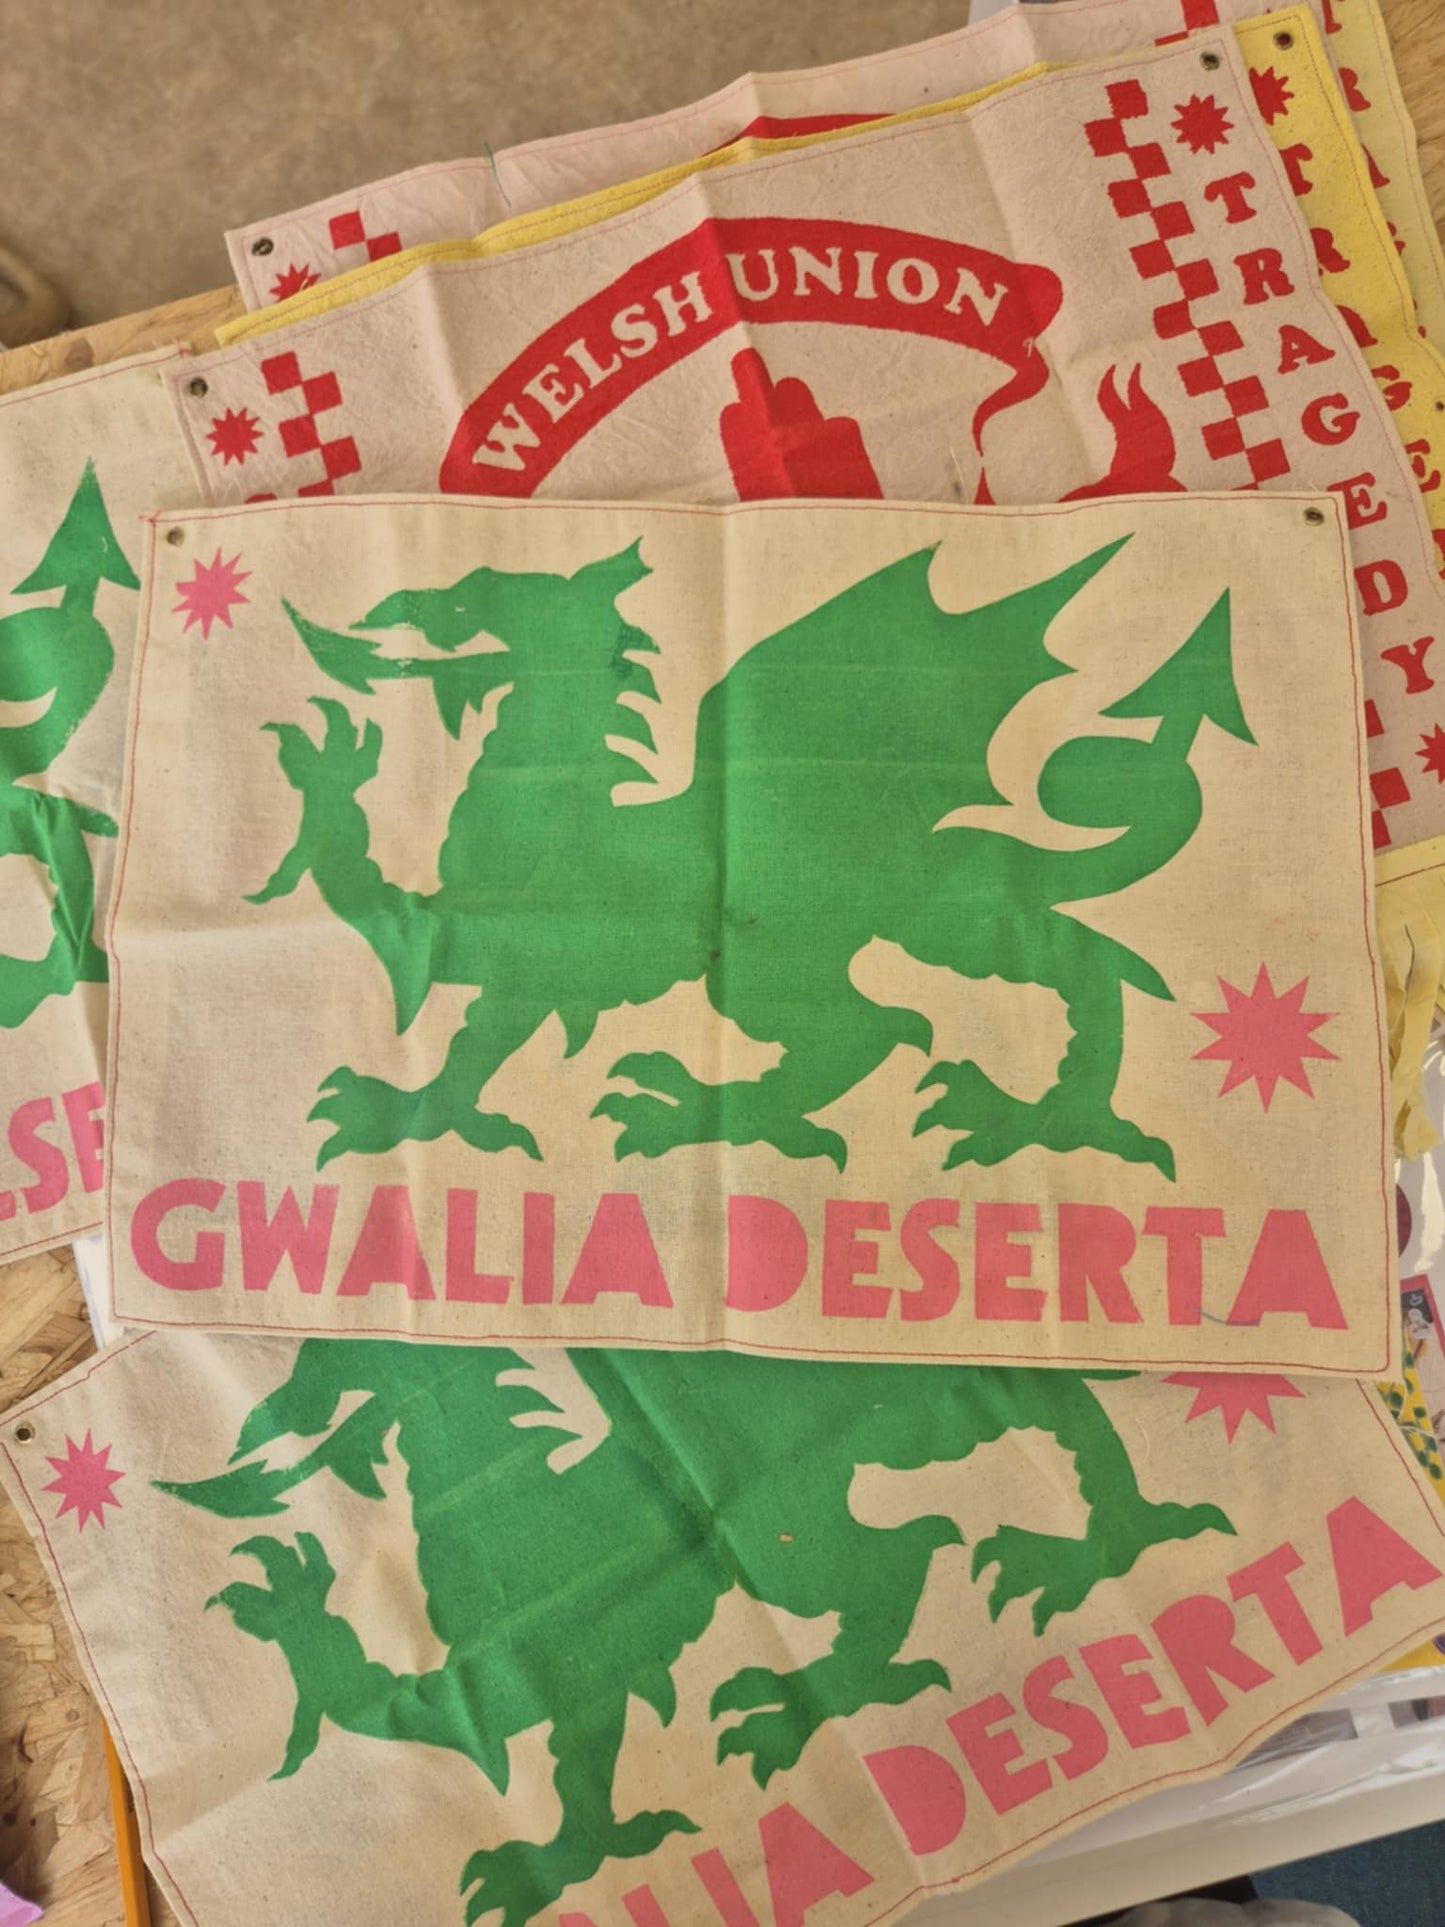 WELSH UNION
TRAGEDY
GWALIA DESERTA
DESERTA